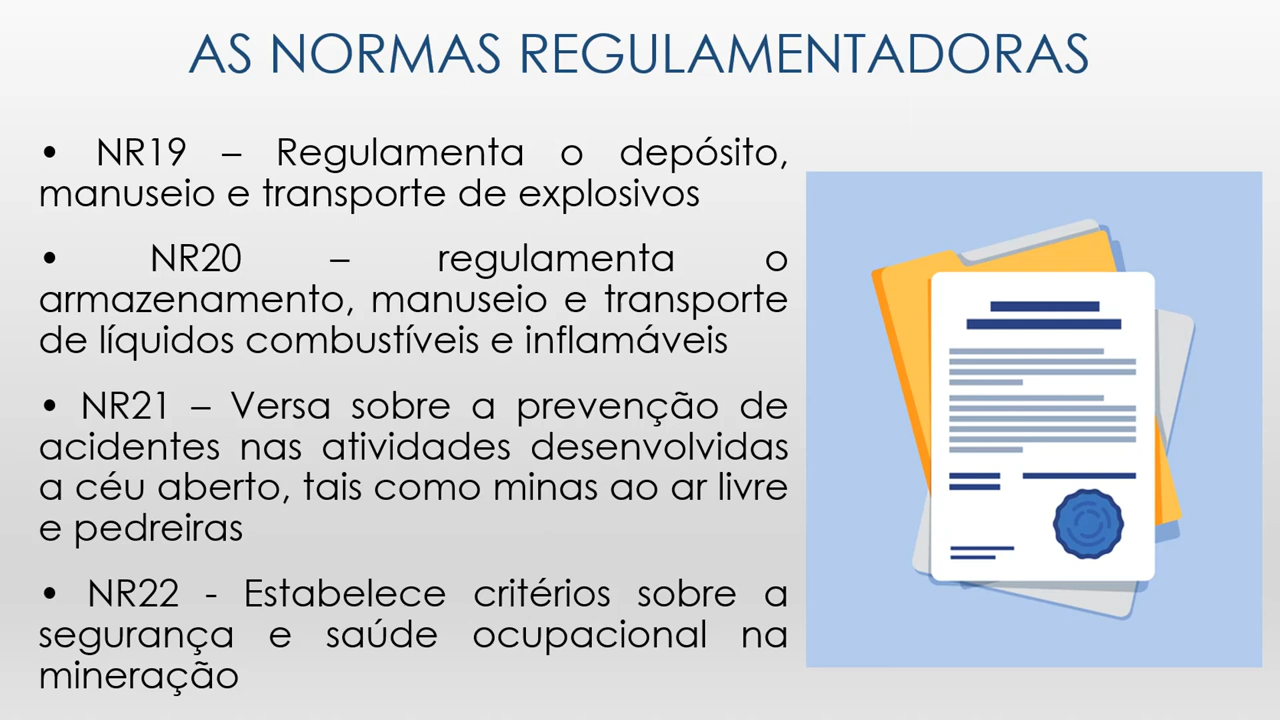 AS NORMAS REGULAMENTADORAS
• NR19 – Regulamenta o depósito,
manuseio e transporte de explosivos
• NR20 – regulamenta o
armazenamento, manuseio e transporte
de líquidos combustíveis e inflamáveis
• NR21 – Versa sobre a prevenção de
acidentes nas atividades desenvolvidas
a céu aberto, tais como minas ao ar livre
e pedreiras
• NR22 - Estabelece critérios sobre a
segurança e saúde ocupacional na
mineração